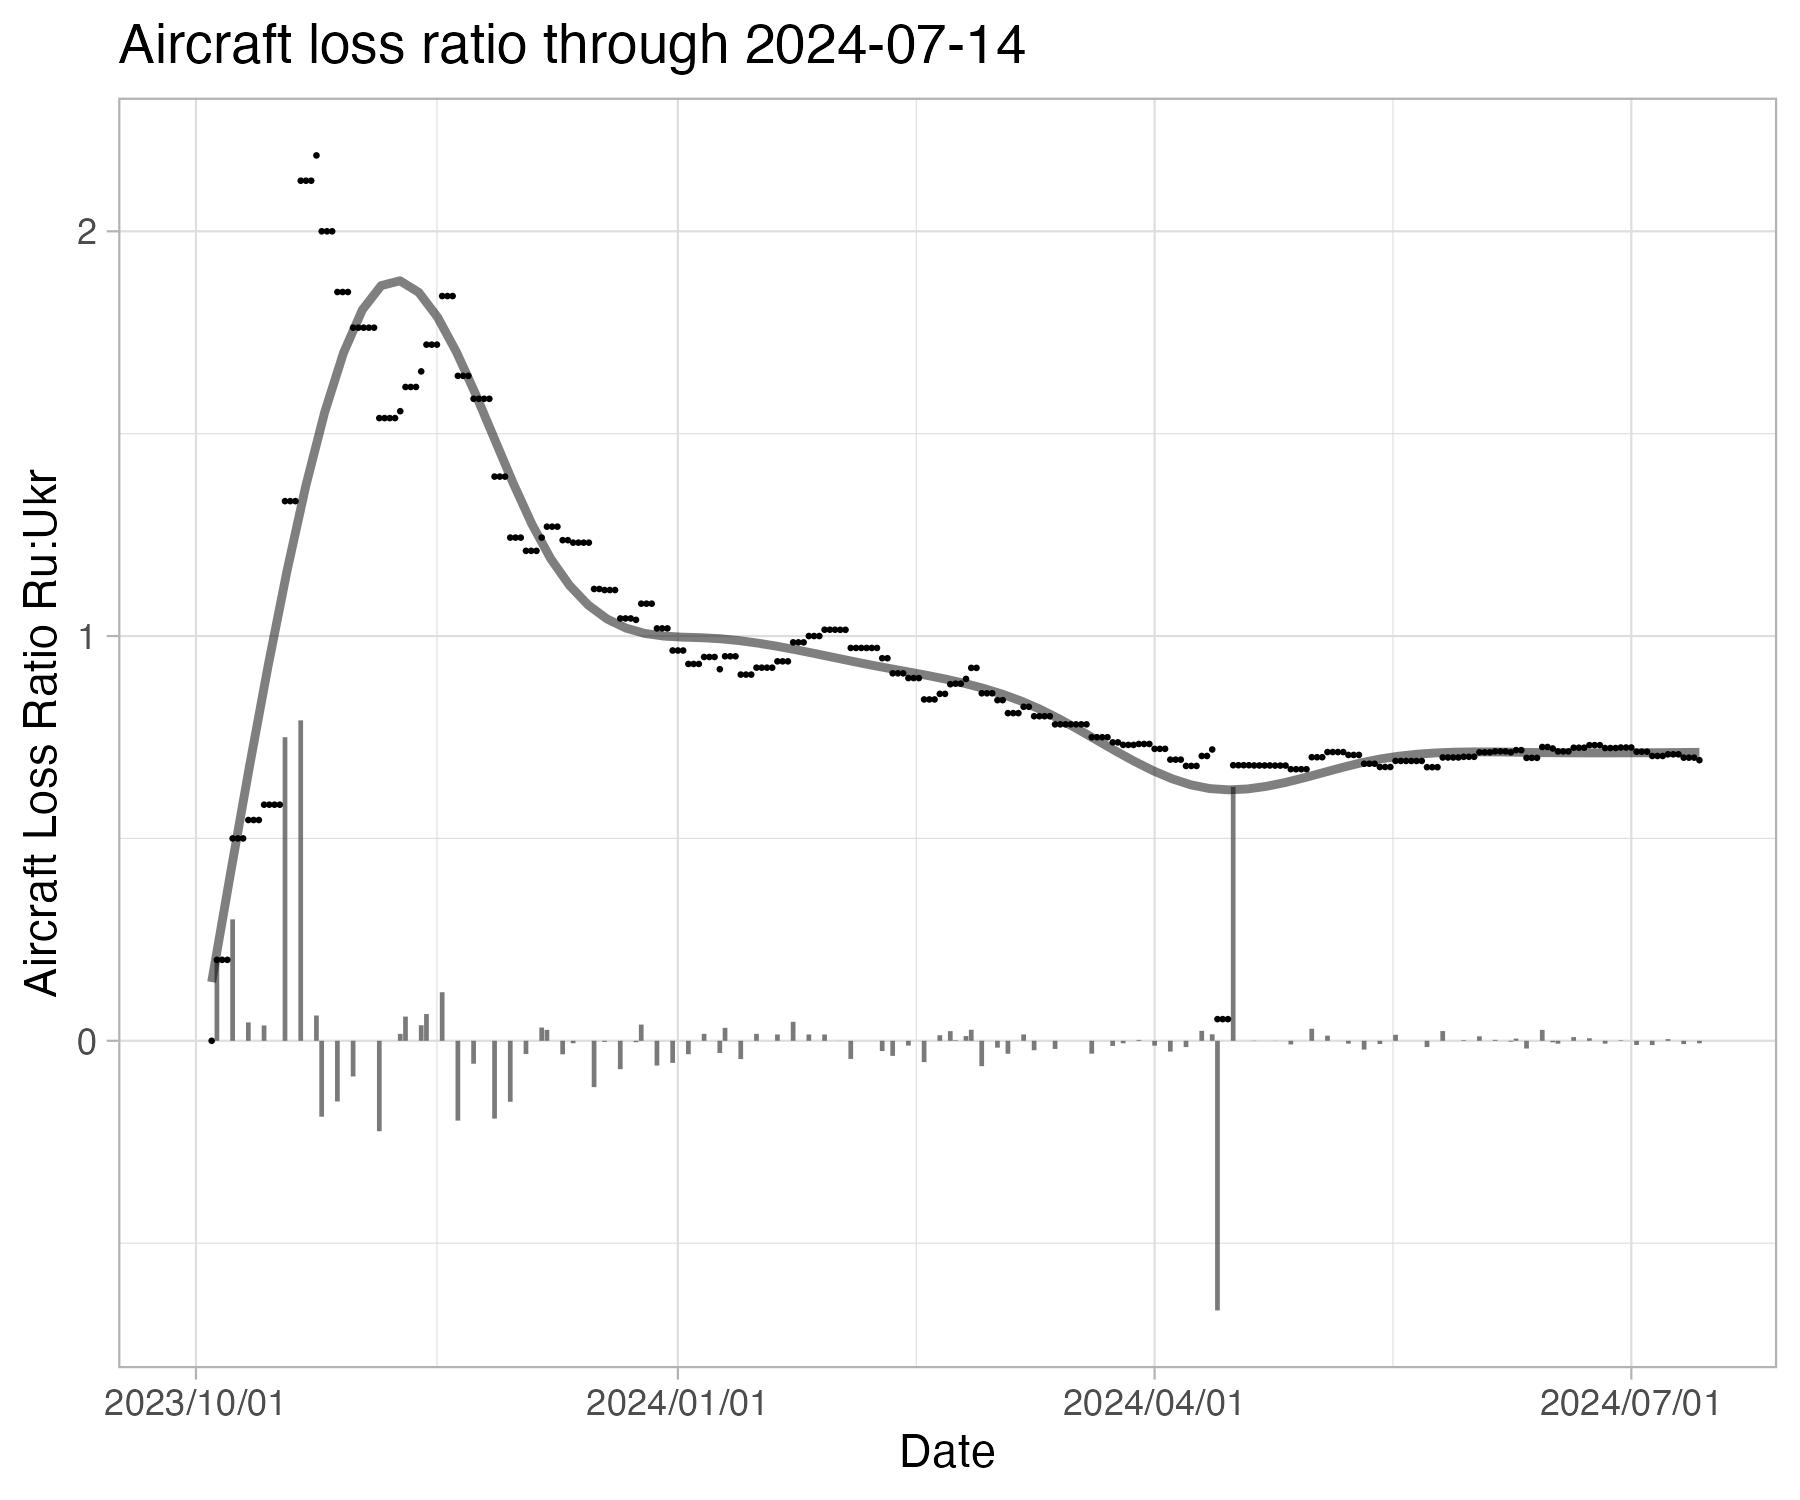 Aircraft loss ratio through 2024-07-14
Aircraft Loss Ratio Ru:Ukr
2
1
0
2023/10/01
2024/01/01
2024/04/01
2024/07/01
Date